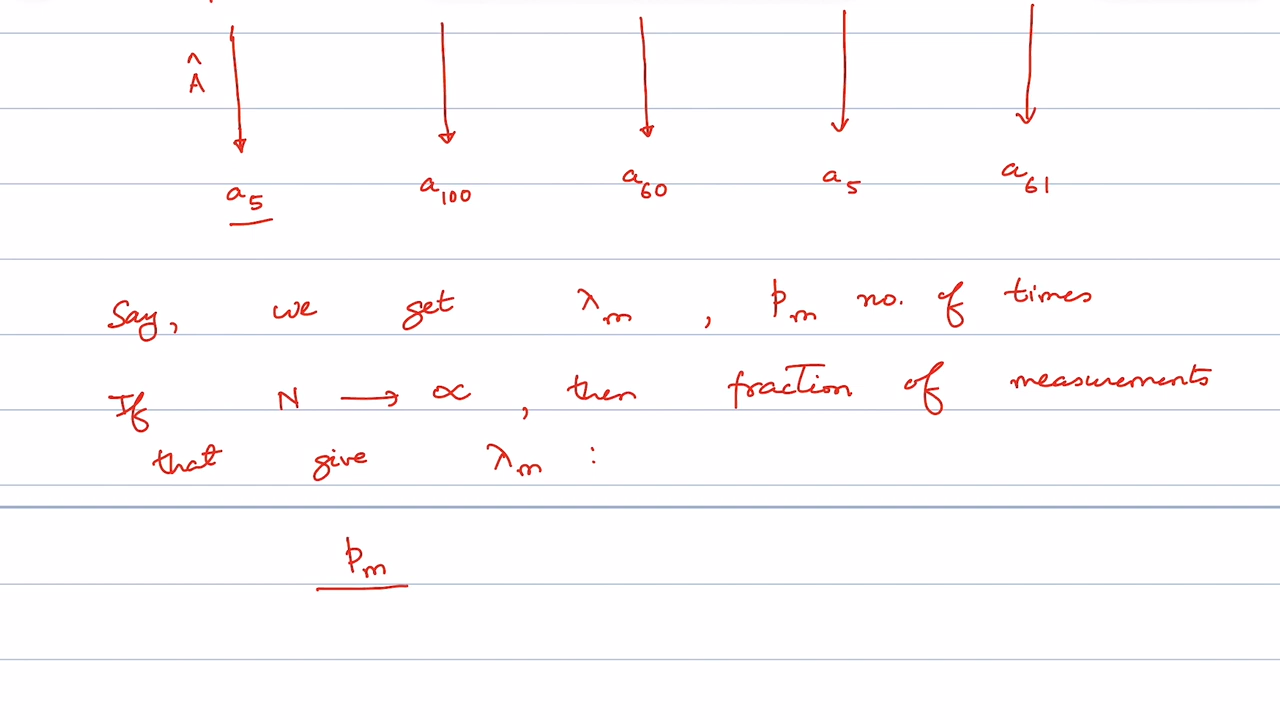 Â
a₅ a₁₀₀ a₆₀ a₅ a₆₁
Say, we get λₘ , pₘ no. of times
If N → ∝ , then fraction of measurements
that give λₘ :
pₘ